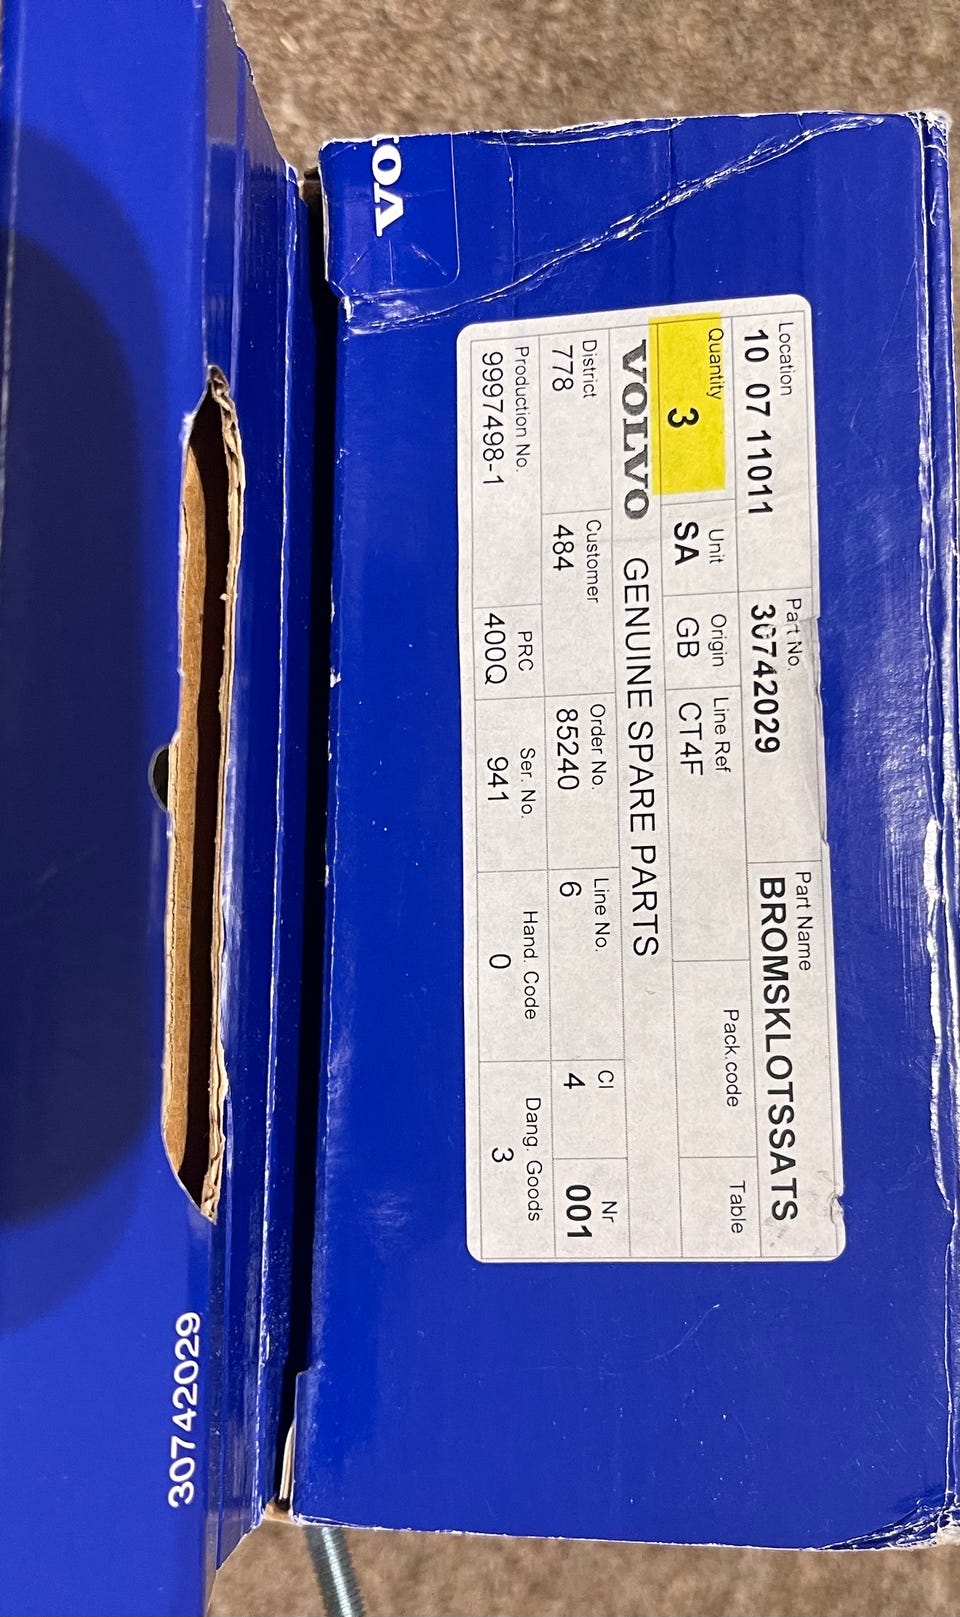 VO
Location Part No. Part Name
10 07 11011 30742029 BROMSKLOTSSATS
Quantity Unit Origin Line Ref Pack.code Table
3 SA GB CT4F
VOLVO GENUINE SPARE PARTS
District Customer Order No. Line No. Cl Nr
778 484 85240 6 4 001
Production No. PRC Ser. No. Hand. Code Dang. Goods
9997498-1 400Q 941 0 3
30742029